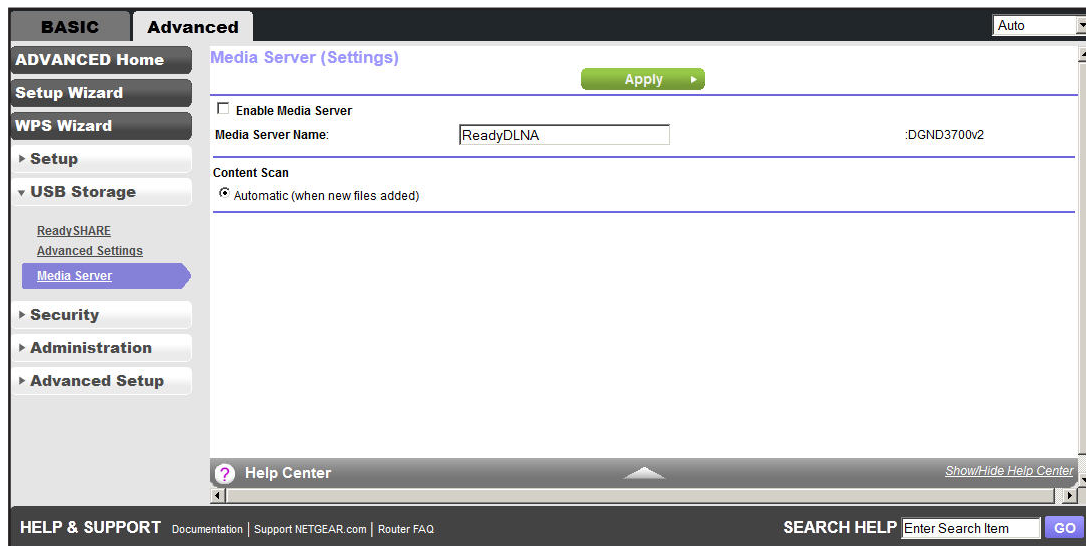 BASIC
Advanced
Auto
ADVANCED Home
Setup Wizard
WPS Wizard
Setup
USB Storage
ReadySHARE
Advanced Settings
Media Server
Security
Administration
Advanced Setup
Media Server (Settings)
Apply
Enable Media Server
Media Server Name: ReadyDLNA :DGND3700v2
Content Scan
Automatic (when new files added)
? Help Center Show/Hide Help Center
HELP & SUPPORT Documentation | Support NETGEAR.com | Router FAQ SEARCH HELP Enter Search Item GO